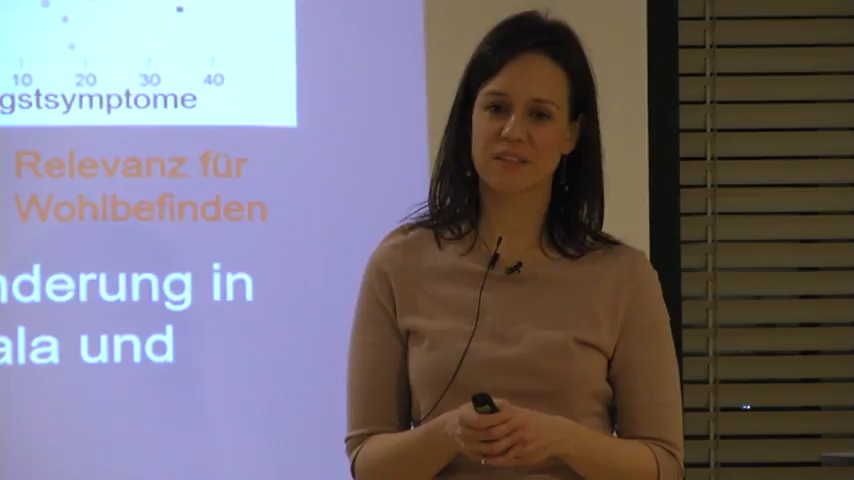 10 20 30 40
gstsymptome
Relevanz für
Wohlbefinden
nderung in
ala und